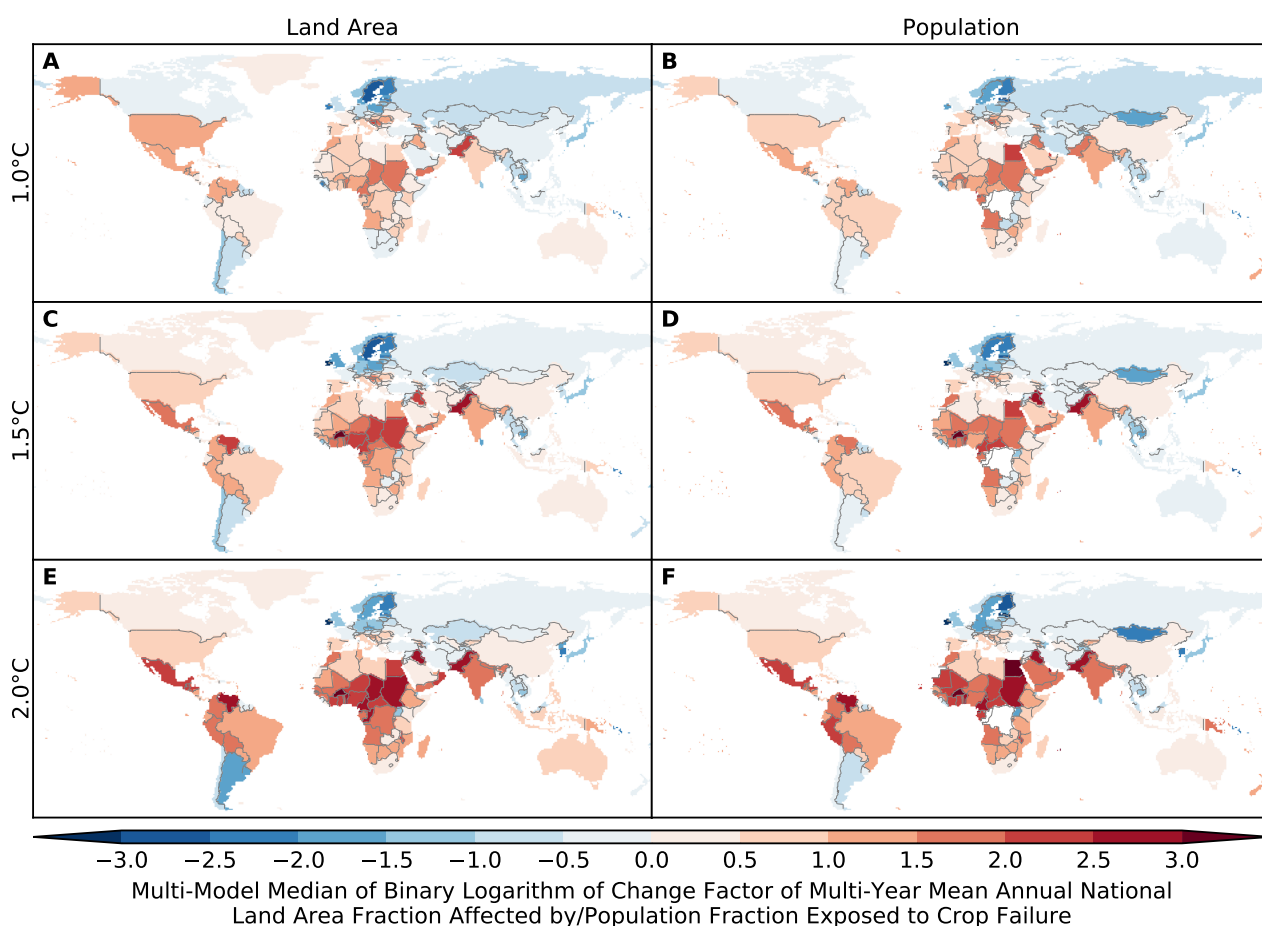 Land Area
Population
A
B
1.0°C
C
D
1.5°C
E
F
2.0°C
−3.0 −2.5 −2.0 −1.5 −1.0 −0.5 0.0 0.5 1.0 1.5 2.0 2.5 3.0
Multi-Model Median of Binary Logarithm of Change Factor of Multi-Year Mean Annual National
Land Area Fraction Affected by/Population Fraction Exposed to Crop Failure